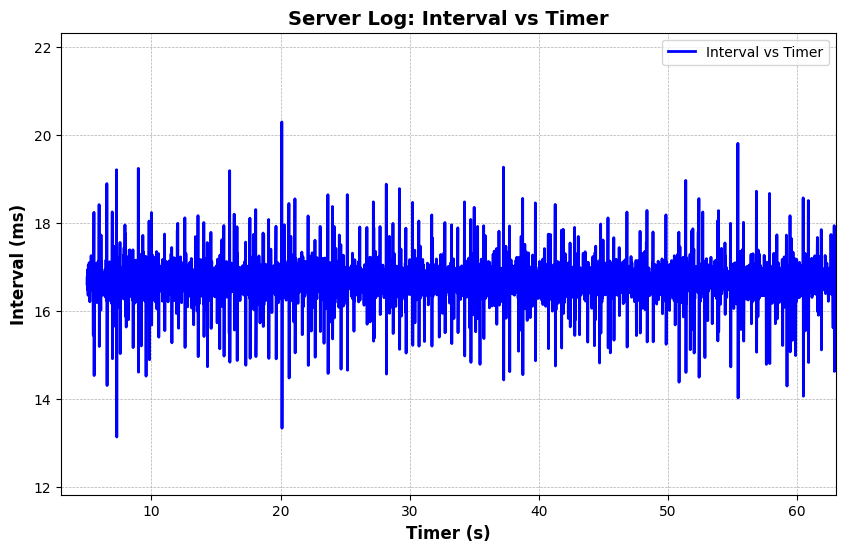 Server Log: Interval vs Timer
Interval vs Timer
Interval (ms)
22
20
18
16
14
12
10 20 30 40 50 60
Timer (s)